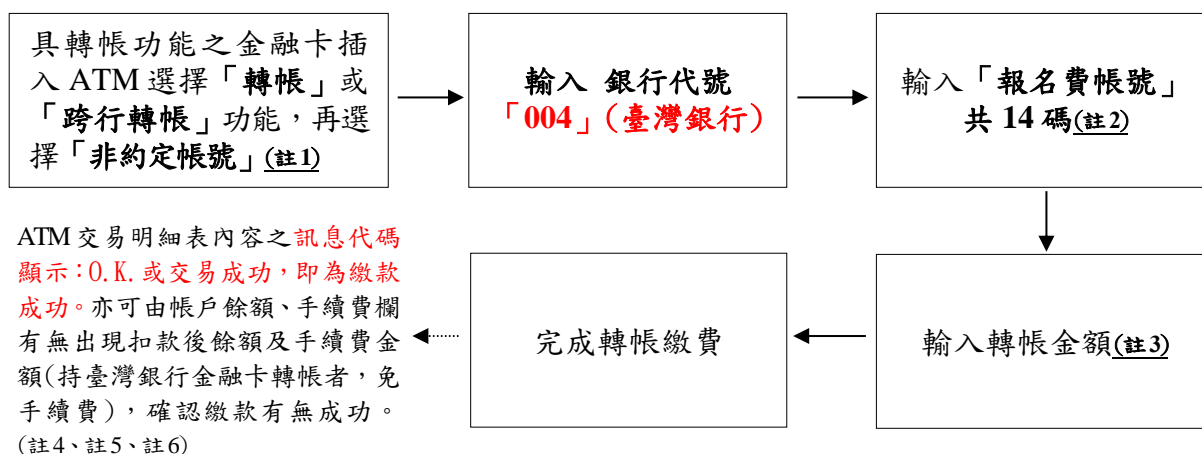 具轉帳功能之金融卡插
入 ATM 選擇「轉帳」或
「跨行轉帳」功能，再選
擇「非約定帳號」(註1)
輸入 銀行代號
「004」(臺灣銀行)
輸入「報名費帳號」
共 14 碼(註2)
輸入轉帳金額(註3)
完成轉帳繳費
ATM 交易明細表內容之訊息代碼
顯示：O.K.或交易成功，即為繳款
成功。亦可由帳戶餘額、手續費欄
有無出現扣款後餘額及手續費金
額(持臺灣銀行金融卡轉帳者，免
手續費)，確認繳款有無成功。
(註4、註5、註6)